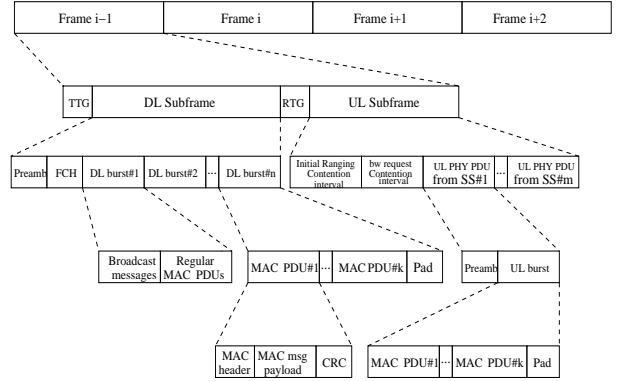 Frame i−1 Frame i Frame i+1 Frame i+2
TTG DL Subframe RTG UL Subframe
Preamb FCH DL burst#1 DL burst#2 ... DL burst#n
Initial Ranging
Contention
interval
bw request
Contention
interval
UL PHY PDU
from SS#1
...
UL PHY PDU
from SS#m
Broadcast
messages
Regular
MAC PDUs
MAC PDU#1 ... MAC PDU#k Pad
Preamb UL burst
MAC
header
MAC msg
payload
CRC
MAC PDU#1 ... MAC PDU#k Pad